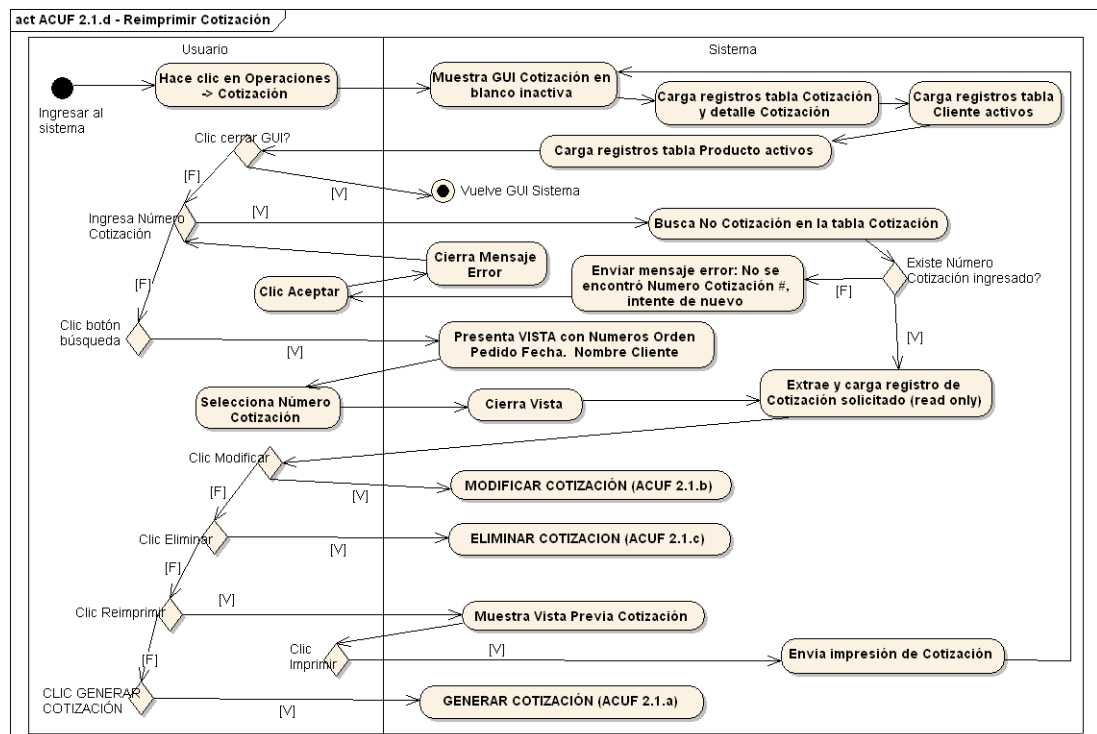 act ACUF 2.1.d - Reimprimir Cotización
Usuario
Sistema
Ingresar al
sistema
Hace clic en Operaciones
-> Cotización
Muestra GUI Cotización en
blanco inactiva
Carga registros tabla Cotización
y detalle Cotización
Carga registros tabla
Cliente activos
Carga registros tabla Producto activos
Clic cerrar GUI?
[F]
[V]
Vuelve GUI Sistema
Ingresa Número
Cotización
[V]
Busca No Cotización en la tabla Cotización
Existe Número
Cotización ingresado?
[F]
Enviar mensaje error: No se
encontró Numero Cotización #,
intente de nuevo
Cierra Mensaje
Error
Clic Aceptar
[F]
[V]
Clic botón
búsqueda
[V]
Presenta VISTA con Numeros Orden
Pedido Fecha. Nombre Cliente
Selecciona Número
Cotización
Cierra Vista
Extrae y carga registro de
Cotización solicitado (read only)
Clic Modificar
[F]
[V]
MODIFICAR COTIZACIÓN (ACUF 2.1.b)
Clic Eliminar
[V]
ELIMINAR COTIZACION (ACUF 2.1.c)
[F]
Clic Reimprimir
[V]
Muestra Vista Previa Cotización
Clic
Imprimir
[V]
Envia impresión de Cotización
[F]
CLIC GENERAR
COTIZACIÓN
[V]
GENERAR COTIZACIÓN (ACUF 2.1.a)